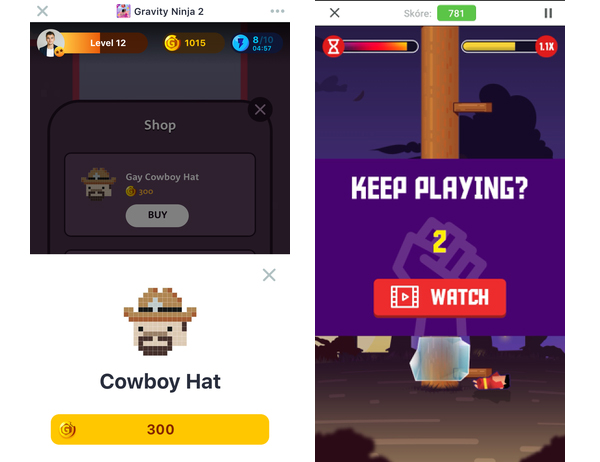 Gravity Ninja 2
Level 12
1015
8/10
04:57
Shop
Gay Cowboy Hat
300
BUY
Cowboy Hat
300
Skóre:
781
1.1X
KEEP PLAYING?
2
WATCH